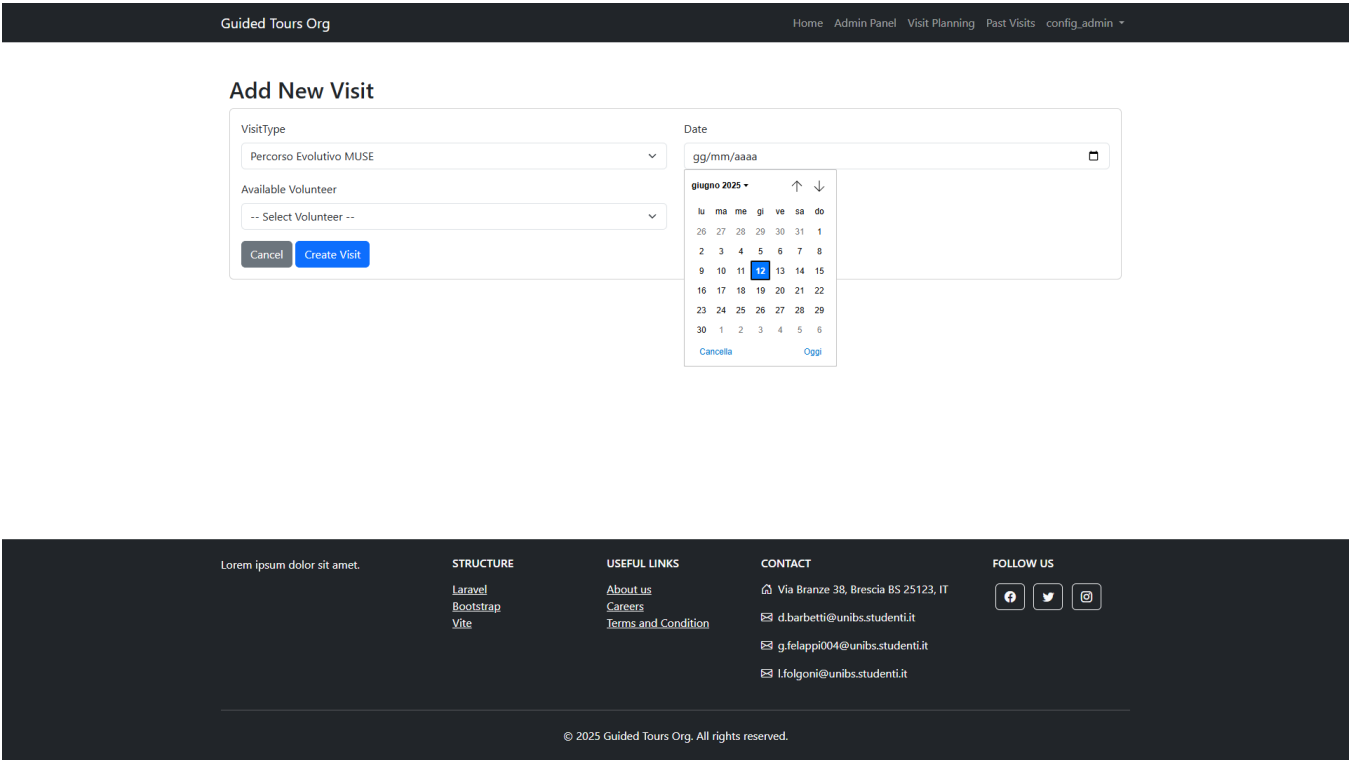 Guided Tours Org
Home Admin Panel Visit Planning Past Visits config_admin
Add New Visit
VisitType
Percorso Evolutivo MUSE
Date
gg/mm/aaaa
Available Volunteer
-- Select Volunteer --
Cancel Create Visit
giugno 2025
lu ma me gi ve sa do
26 27 28 29 30 31 1
2 3 4 5 6 7 8
9 10 11 12 13 14 15
16 17 18 19 20 21 22
23 24 25 26 27 28 29
30 1 2 3 4 5 6
Cancella Oggi
Lorem ipsum dolor sit amet.
STRUCTURE
Laravel
Bootstrap
Vite
USEFUL LINKS
About us
Careers
Terms and Condition
CONTACT
Via Branze 38, Brescia BS 25123, IT
d.barbetti@unibs.studenti.it
g.felappi004@unibs.studenti.it
l.folgoni@unibs.studenti.it
FOLLOW US
© 2025 Guided Tours Org. All rights reserved.